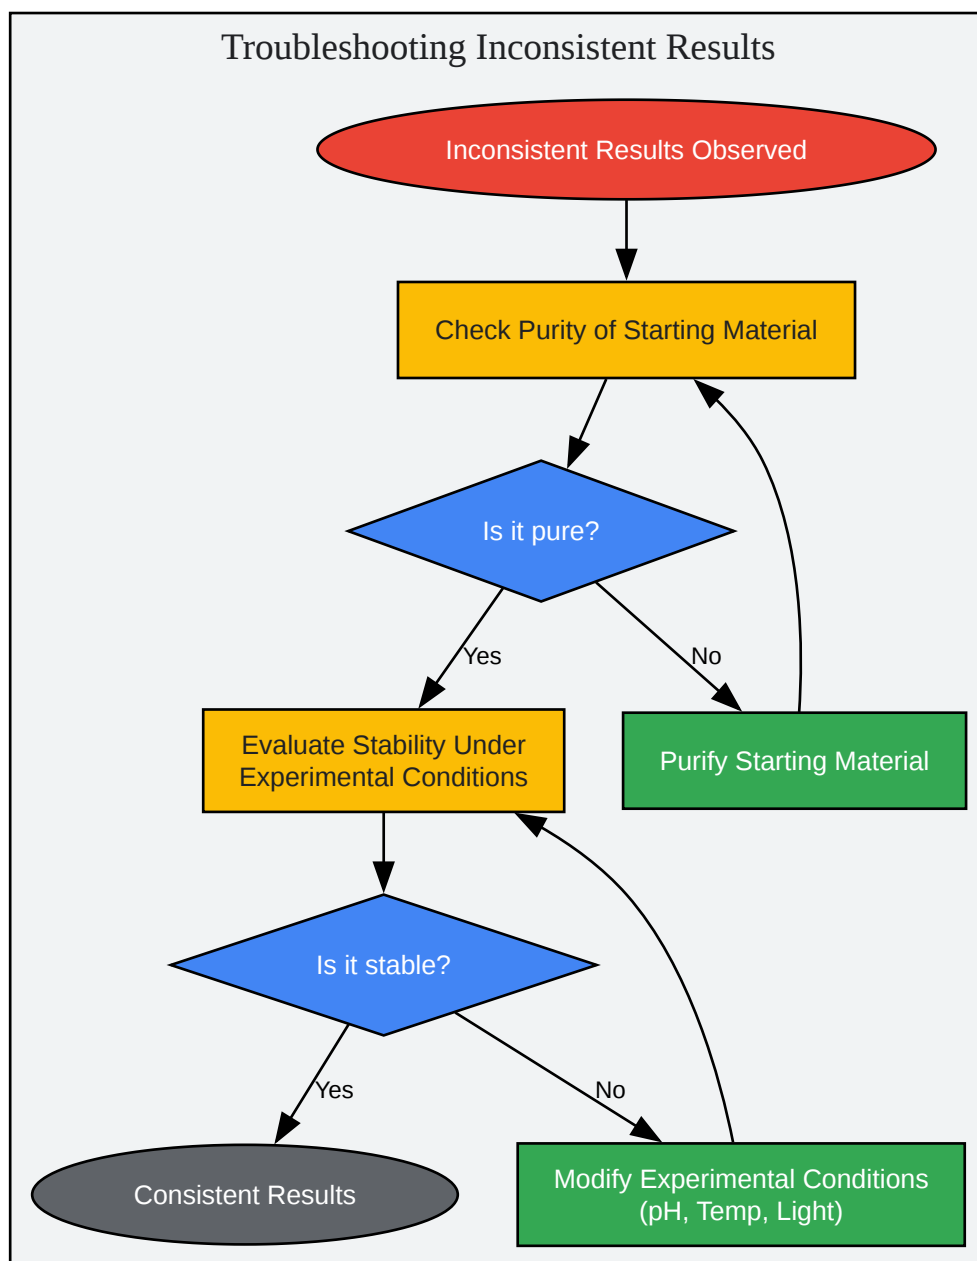 Troubleshooting Inconsistent Results
Inconsistent Results Observed
Check Purity of Starting Material
Is it pure?
Yes
No
Evaluate Stability Under
Experimental Conditions
Purify Starting Material
Is it stable?
Yes
No
Consistent Results
Modify Experimental Conditions
(pH, Temp, Light)